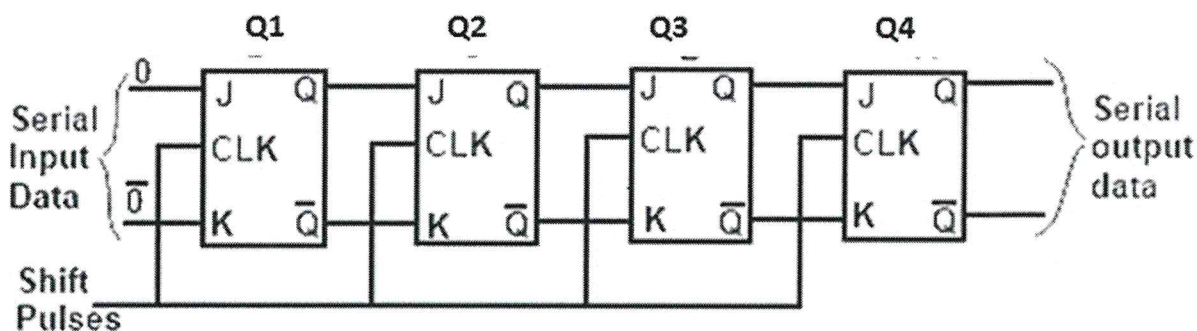 Q1 Q2 Q3 Q4
0
J Q J Q J Q J Q
Serial
Input
Data
CLK CLK CLK CLK
Serial
output
data
0̅
K Q̅ K Q̅ K Q̅ K Q̅
Shift
Pulses